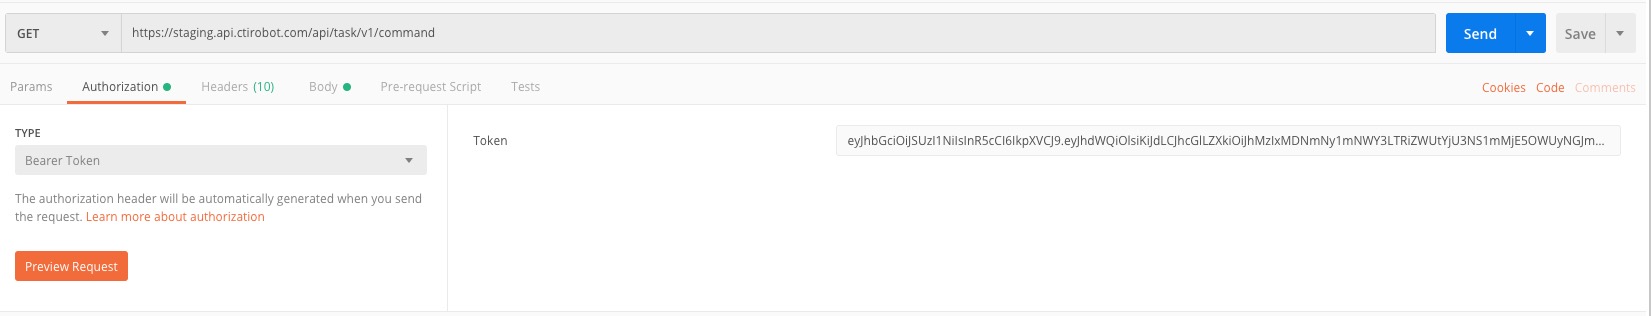 GET https://staging.api.ctirobot.com/api/task/v1/command Send Save
Params Authorization Headers (10) Body Pre-request Script Tests Cookies Code Comments
TYPE
Bearer Token
The authorization header will be automatically generated when you send
the request. Learn more about authorization
Preview Request
Token eyJhbGciOiJSUzI1NiIsInR5cCI6IkpXVCJ9.eyJhdWQiOlsiKiJdLCJhcGlLZXkiOiJhMzIxMDNmNy1mNWY3LTRiZWUtYjU3NS1mMjE5OWUyNGJm...